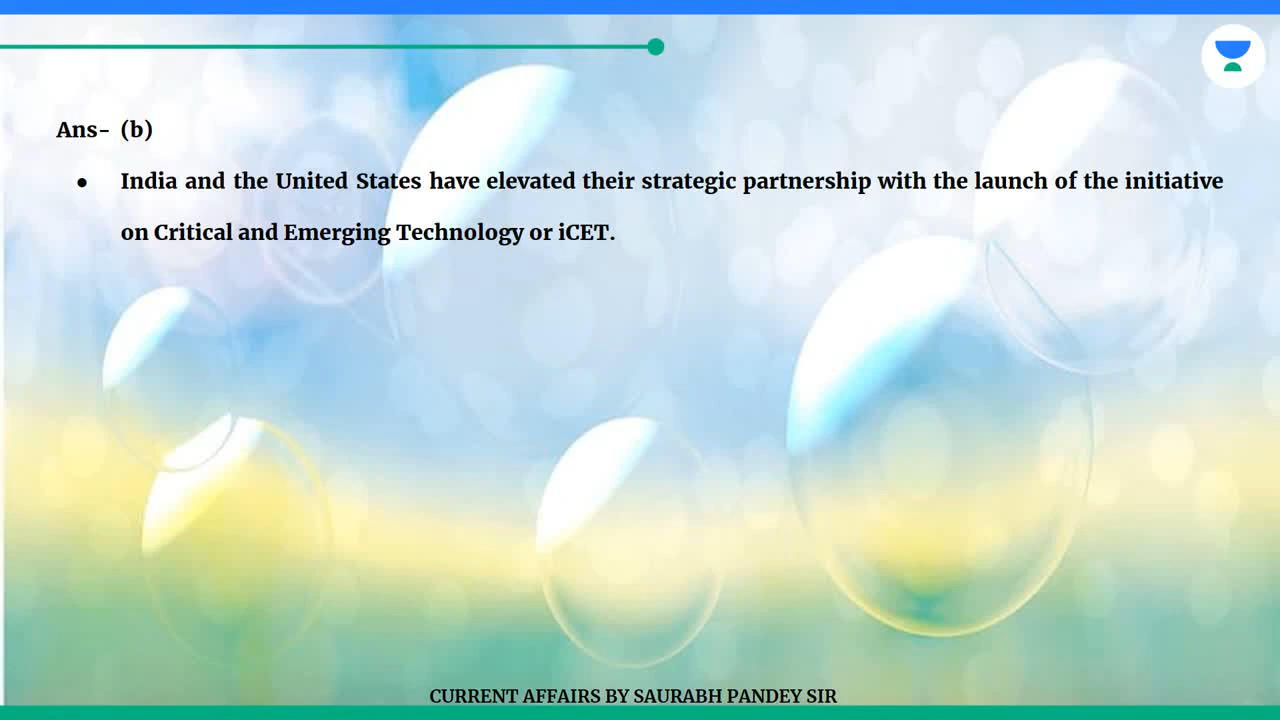 Ans- (b)
● India and the United States have elevated their strategic partnership with the launch of the initiative
on Critical and Emerging Technology or iCET.
CURRENT AFFAIRS BY SAURABH PANDEY SIR